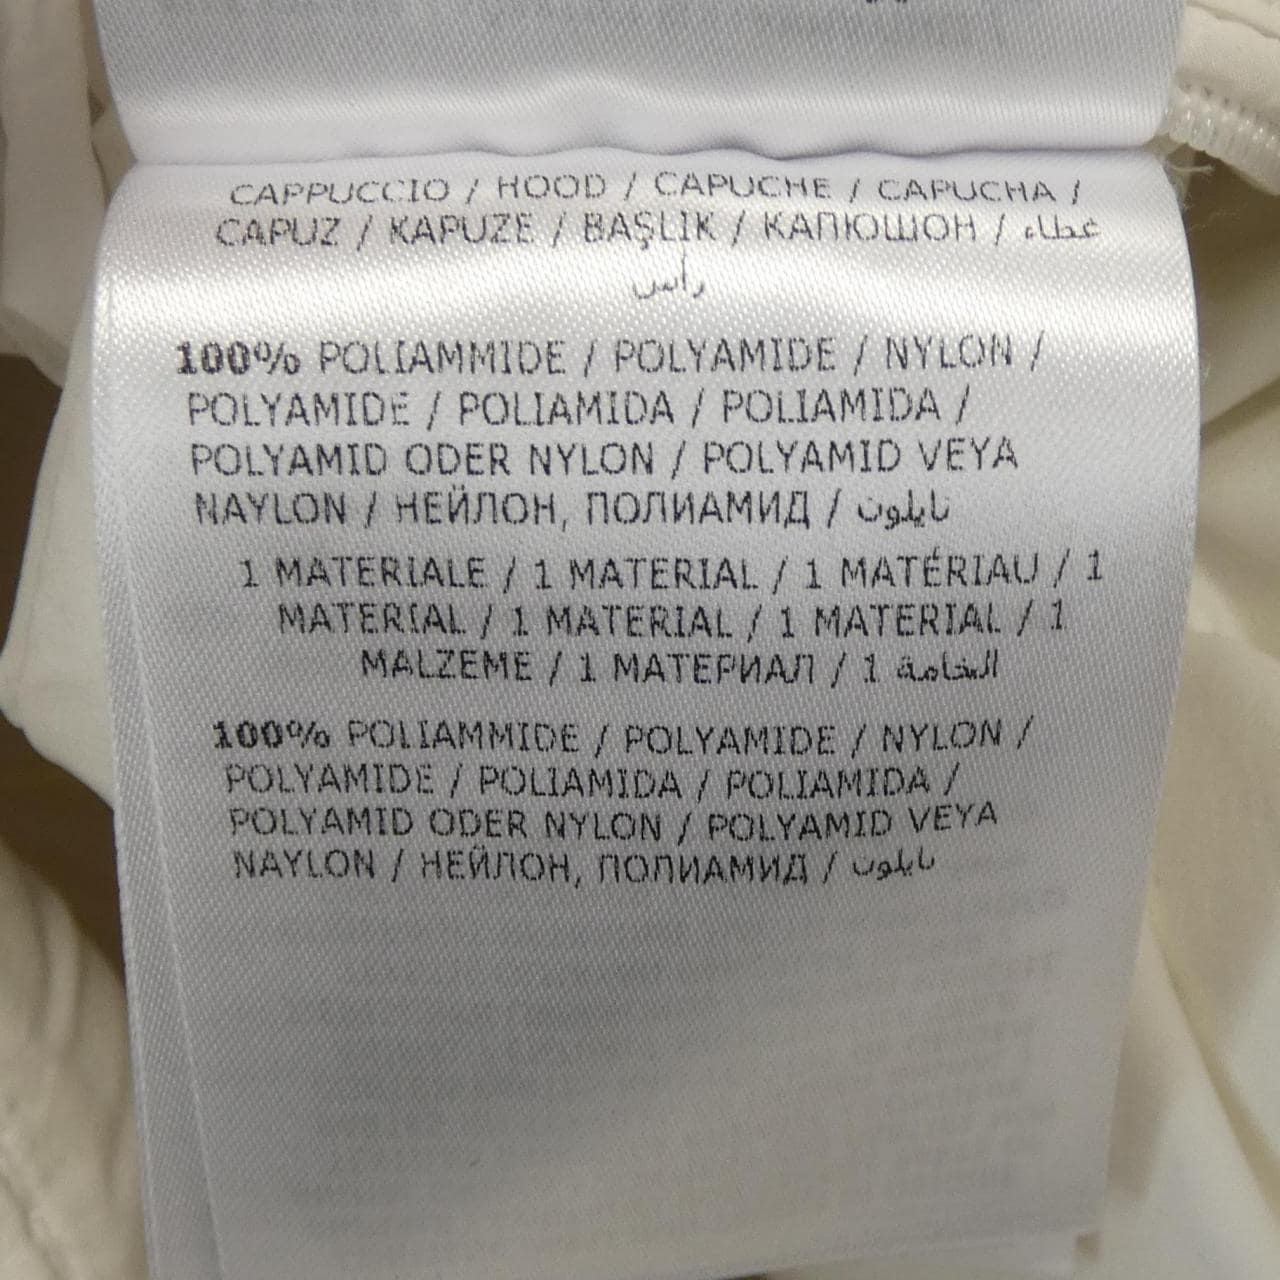 CAPPUCCIO / HOOD / CAPUCHE / CAPUCHA /
CAPUZ / KAPUZE / BAŞLIK / КАПЮШОН / غطاء
رأس
100% POLIAMMIDE / POLYAMIDE / NYLON /
POLYAMIDE / POLIAMIDA / POLIAMIDA /
POLYAMID ODER NYLON / POLYAMID VEYA
NAYLON / НЕЙЛОН, ПОЛИАМИД / نايلون
1 MATERIALE / 1 MATERIAL / 1 MATÉRIAU / 1
MATERIAL / 1 MATERIAL / 1 MATERIAL / 1
MALZEME / 1 МАТЕРИАЛ / 1 الخامة
100% POLIAMMIDE / POLYAMIDE / NYLON /
POLYAMIDE / POLIAMIDA / POLIAMIDA /
POLYAMID ODER NYLON / POLYAMID VEYA
NAYLON / НЕЙЛОН, ПОЛИАМИД / نايلون